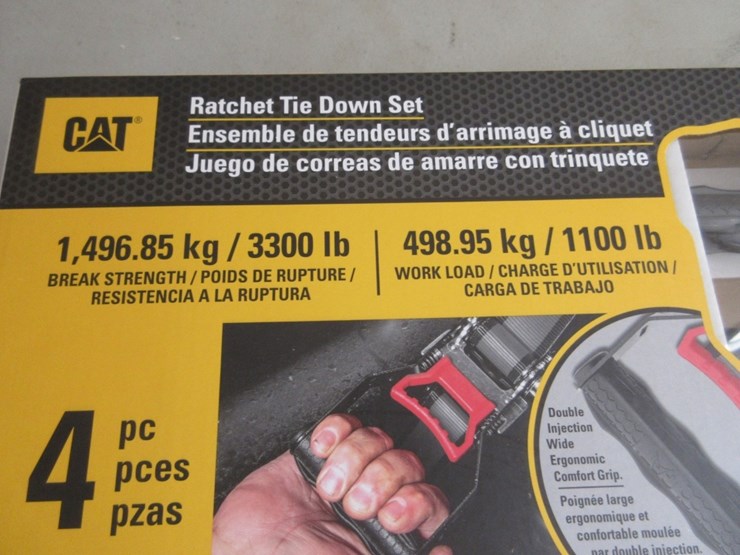 CAT®
Ratchet Tie Down Set
Ensemble de tendeurs d'arrimage à cliquet
Juego de correas de amarre con trinquete
1,496.85 kg / 3300 lb
BREAK STRENGTH / POIDS DE RUPTURE /
RESISTENCIA A LA RUPTURA
498.95 kg / 1100 lb
WORK LOAD / CHARGE D'UTILISATION /
CARGA DE TRABAJO
4
pc
pces
pzas
Double
Injection
Wide
Ergonomic
Comfort Grip.
Poignée large
ergonomique et
confortable moulée
par double injection.